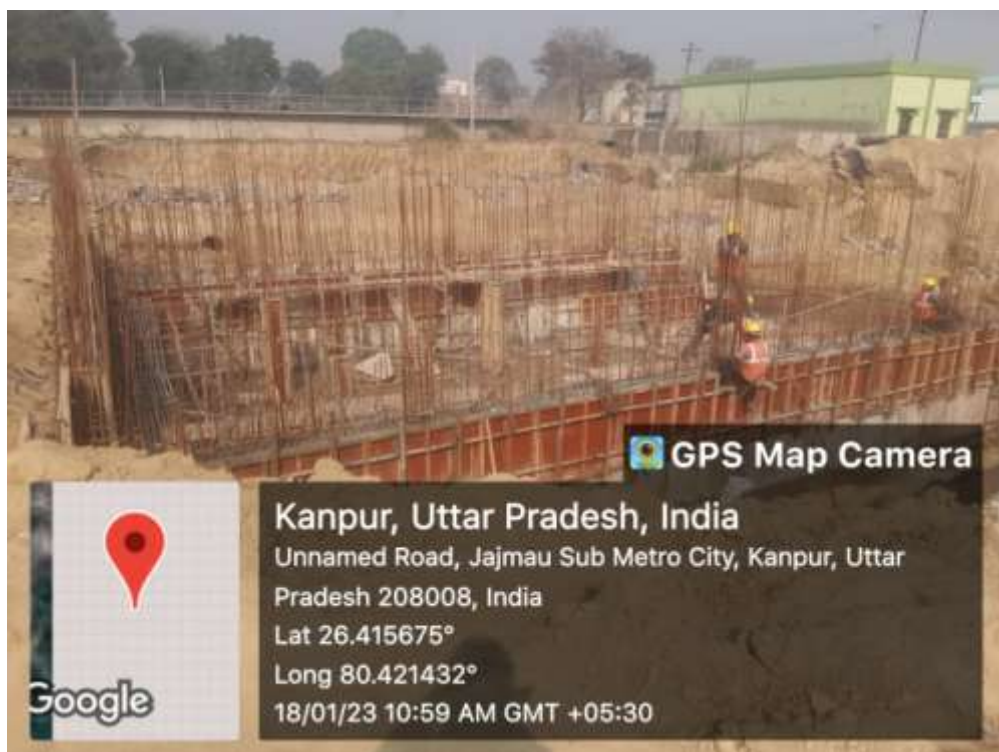 GPS Map Camera
Kanpur, Uttar Pradesh, India
Unnamed Road, Jajmau Sub Metro City, Kanpur, Uttar
Pradesh 208008, India
Lat 26.415675°
Long 80.421432°
18/01/23 10:59 AM GMT +05:30
Google